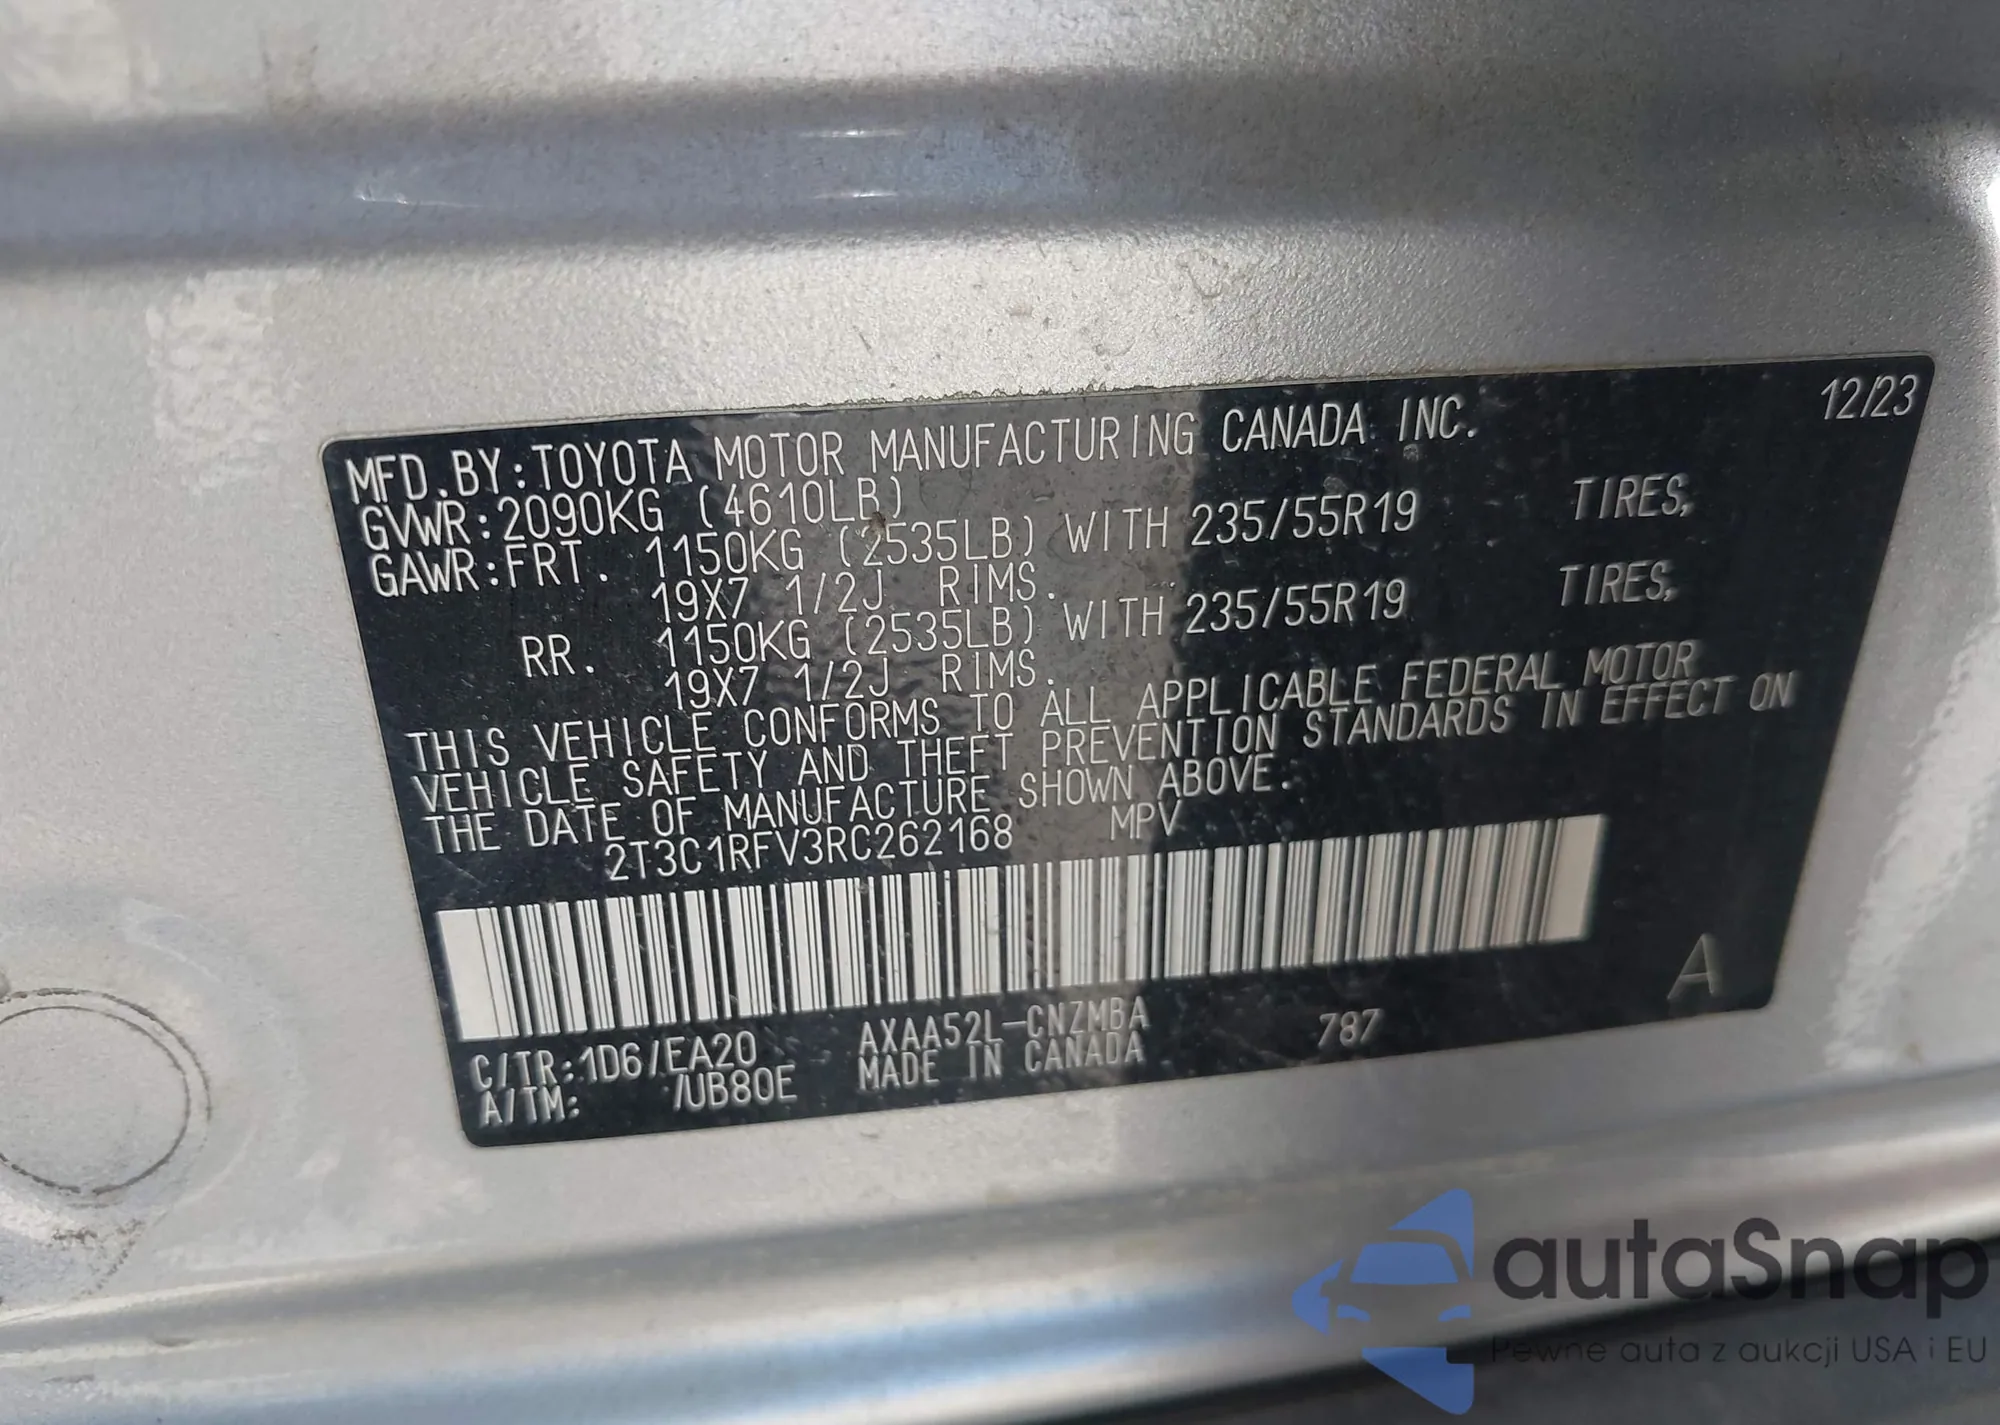 12/23
MFD.BY:TOYOTA MOTOR MANUFACTURING CANADA INC.
GVWR:2090KG (4610LB)
GAWR:FRT. 1150KG (2535LB) WITH 235/55R19 TIRES,
19X7 1/2J RIMS.
RR. 1150KG (2535LB) WITH 235/55R19 TIRES,
19X7 1/2J RIMS.
THIS VEHICLE CONFORMS TO ALL APPLICABLE FEDERAL MOTOR
VEHICLE SAFETY AND THEFT PREVENTION STANDARDS IN EFFECT ON
THE DATE OF MANUFACTURE SHOWN ABOVE.
2T3C1RFV3RC262168 MPV
A
C/TR:1D6/EA20 AXAA52L-CNZMBA 787
A/TM: /UB80E MADE IN CANADA
autaSnap
Pewne auta z aukcji USA i EU